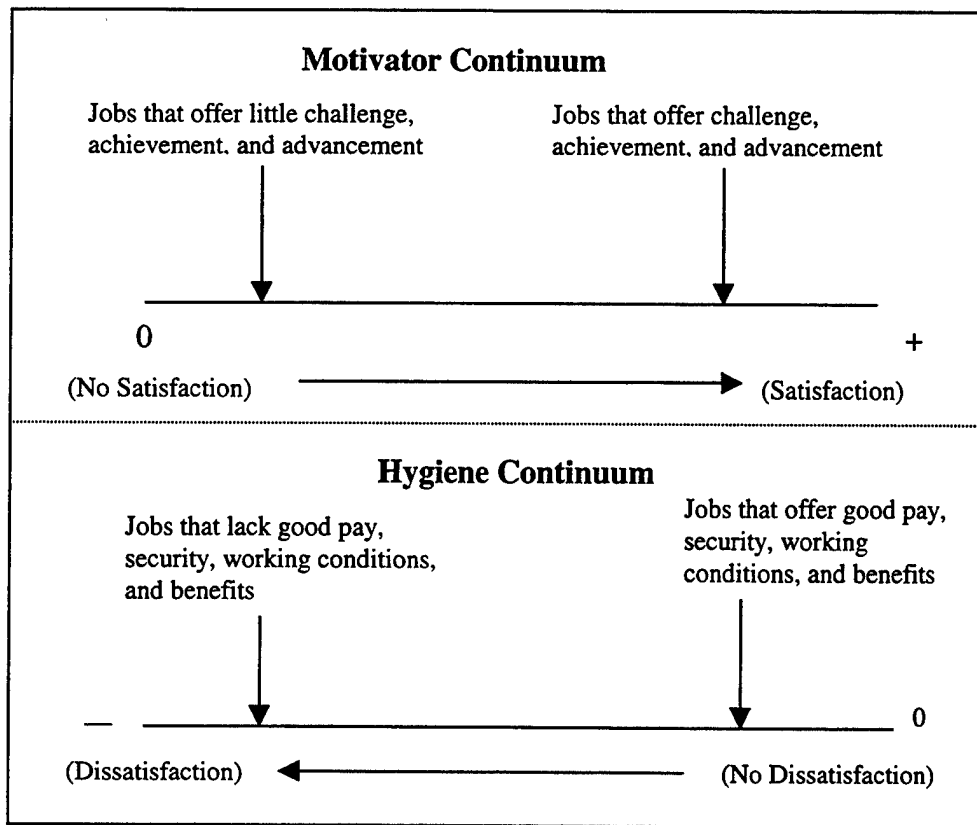 Motivator Continuum
Jobs that offer little challenge,
achievement. and advancement
Jobs that offer challenge,
achievement, and advancement
0
+
(No Satisfaction)
(Satisfaction)
Hygiene Continuum
Jobs that lack good pay,
security, working conditions,
and benefits
Jobs that offer good pay,
security, working
conditions, and benefits
—
0
(Dissatisfaction)
(No Dissatisfaction)